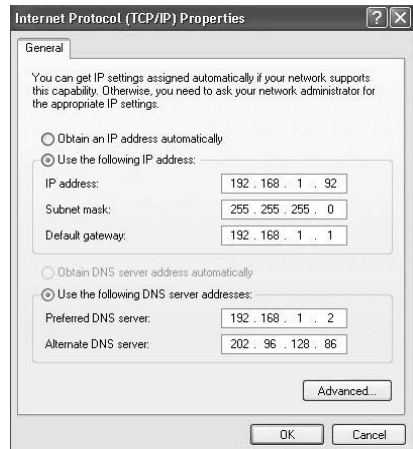 Internet Protocol (TCP/IP) Properties
General
You can get IP settings assigned automatically if your network supports
this capability. Otherwise, you need to ask your network administrator for
the appropriate IP settings.
Obtain an IP address automatically
Use the following IP address:
IP address: 192 . 168 . 1 . 92
Subnet mask: 255 . 255 . 255 . 0
Default gateway: 192 . 168 . 1 . 1
Obtain DNS server address automatically
Use the following DNS server addresses:
Preferred DNS server: 192 . 168 . 1 . 2
Alternate DNS server: 202 . 96 . 128 . 86
Advanced...
OK Cancel